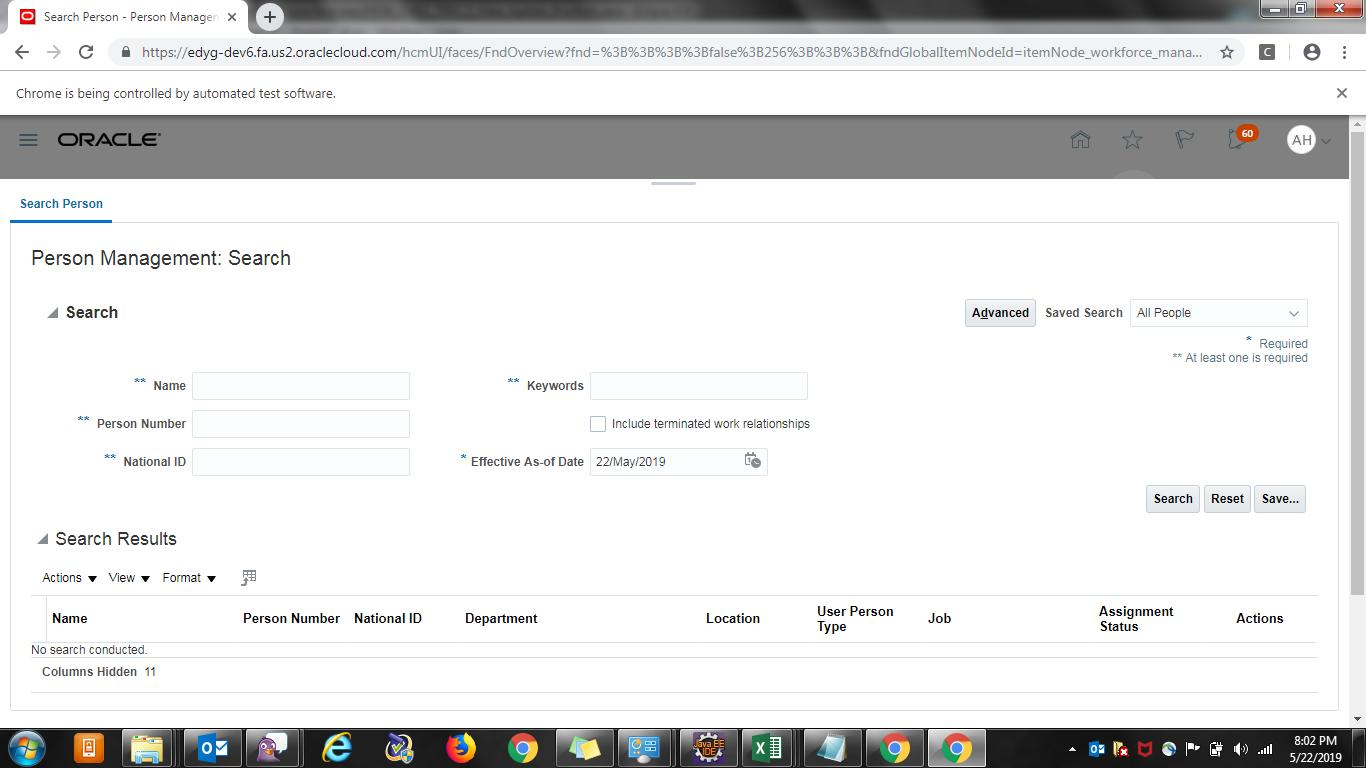 Search Person - Person Managem
https://edyg-dev6.fa.us2.oraclecloud.com/hcmUI/faces/FndOverview?fnd=%3B%3B%3B%3Bfalse%3B256%3B%3B%3B&fndGlobalItemNodeId=itemNode_workforce_mana...
C
Chrome is being controlled by automated test software.
ORACLE
60
AH
Search Person
Person Management: Search
Search
Advanced Saved Search All People
* Required
** At least one is required
** Name
** Keywords
** Person Number
Include terminated work relationships
** National ID
* Effective As-of Date 22/May/2019
Search Reset Save...
Search Results
Actions View Format
Name Person Number National ID Department Location User Person Type Job Assignment Status Actions
No search conducted.
Columns Hidden 11
Java EE IDE
8:02 PM
5/22/2019